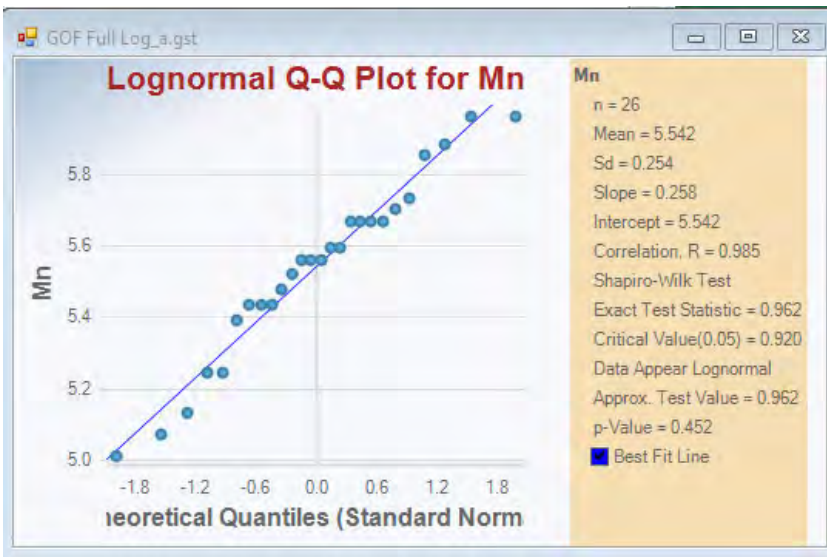 GOF Full Log_a.gst
Lognormal Q-Q Plot for Mn
Mn
5.8
5.6
5.4
5.2
5.0
-1.8 -1.2 -0.6 0.0 0.6 1.2 1.8
neoretical Quantiles (Standard Norm
Mn
n = 26
Mean = 5.542
Sd = 0.254
Slope = 0.258
Intercept = 5.542
Correlation, R = 0.985
Shapiro-Wilk Test
Exact Test Statistic = 0.962
Critical Value(0.05) = 0.920
Data Appear Lognormal
Approx. Test Value = 0.962
p-Value = 0.452
Best Fit Line